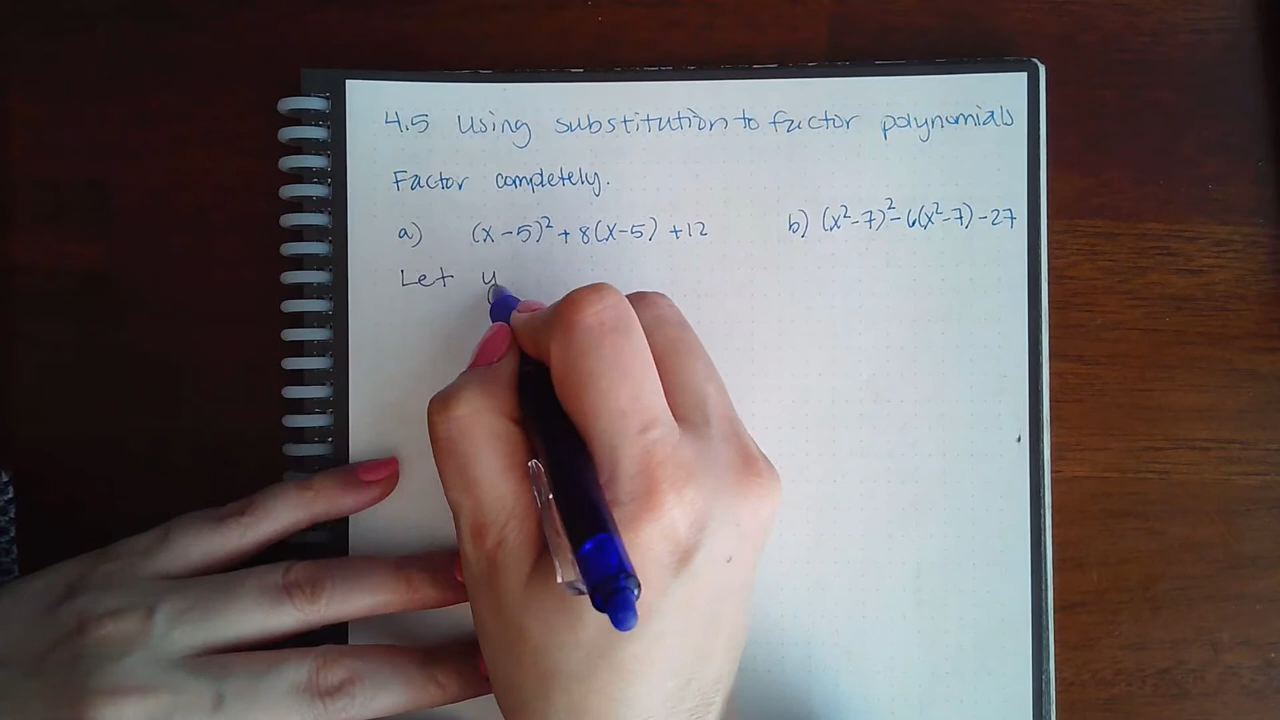 4.5 Using substitution to factor polynomials
Factor completely.
a) (x-5)²+8(x-5)+12
b) (x²-7)²-6(x²-7)-27
Let y